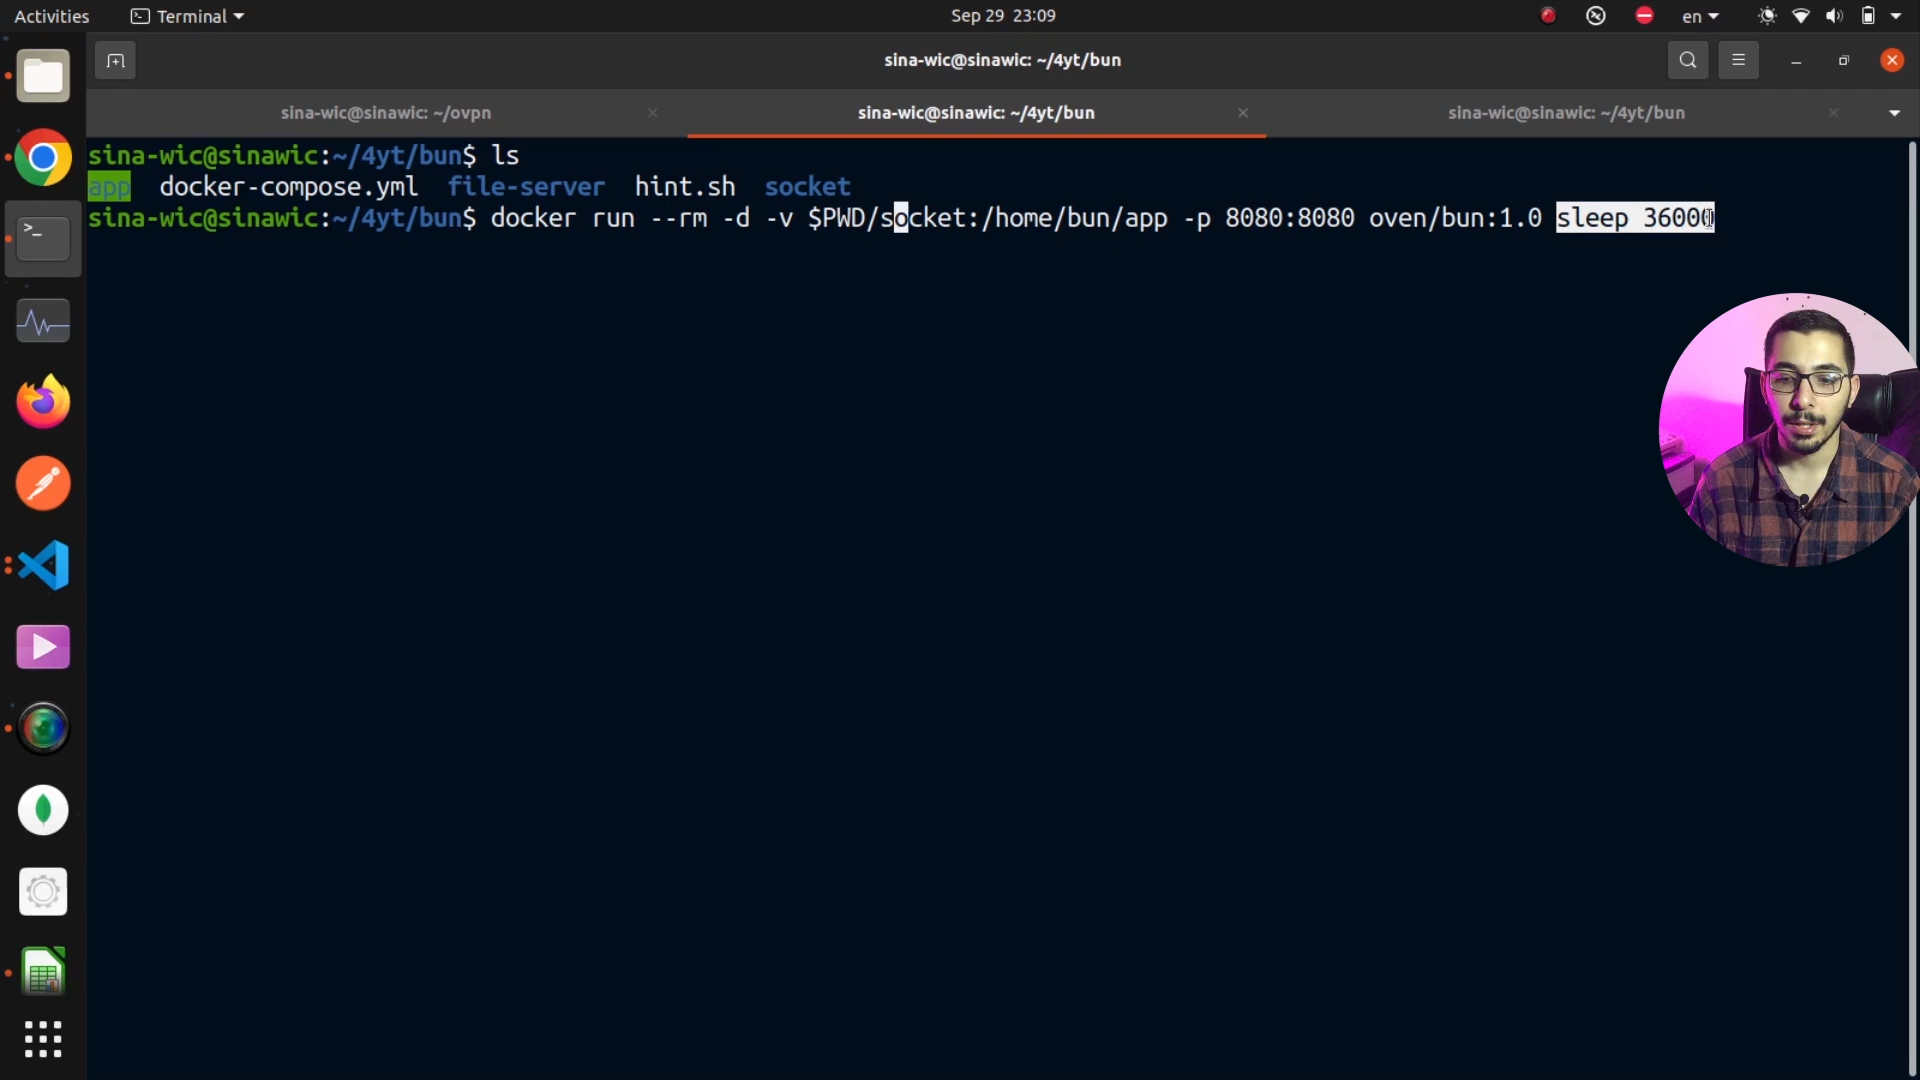 Activities Terminal Sep 29 23:09 en
sina-wic@sinawic: ~/4yt/bun
sina-wic@sinawic: ~/ovpn sina-wic@sinawic: ~/4yt/bun sina-wic@sinawic: ~/4yt/bun
sina-wic@sinawic:~/4yt/bun$ ls
app docker-compose.yml file-server hint.sh socket
sina-wic@sinawic:~/4yt/bun$ docker run --rm -d -v $PWD/socket:/home/bun/app -p 8080:8080 oven/bun:1.0 sleep 36000